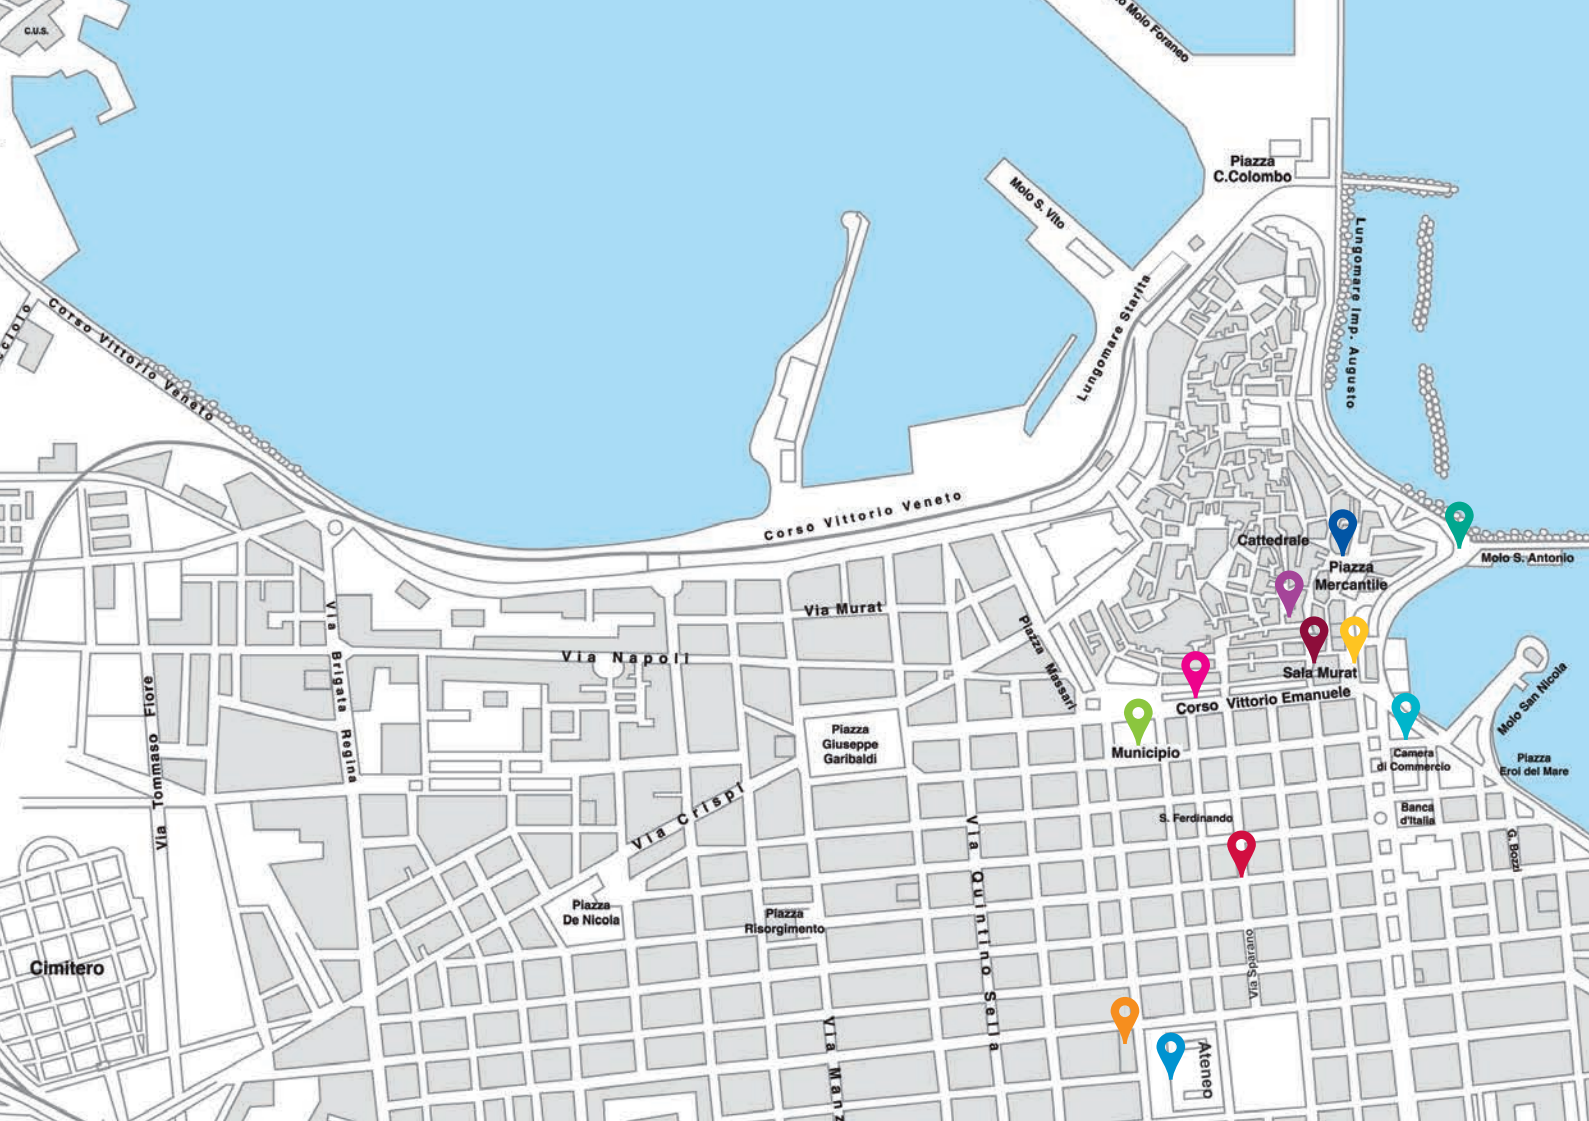 C.U.S.
Molo Foraneo
Piazza
C.Colombo
Molo S. Vito
Lungomare Starita
Lungomare Imp. Augusto
Corso Vittorio Veneto
Corso Vittorio Veneto
Cattedrale
Piazza
Mercantile
Molo S. Antonio
Via Murat
Via Napoli
Via Brigata Regina
Via Tommaso Fiore
Piazza Massari
Sala Murat
Corso Vittorio Emanuele
Molo San Nicola
Piazza
Giuseppe
Garibaldi
Municipio
Camera
di Commercio
Piazza
Eroi del Mare
Via Crispi
S. Ferdinando
Banca
d'Italia
G. Bozzi
Via Quintino Sella
Piazza
De Nicola
Piazza
Risorgimento
Cimitero
Via Sparano
Via Manz
Ateneo